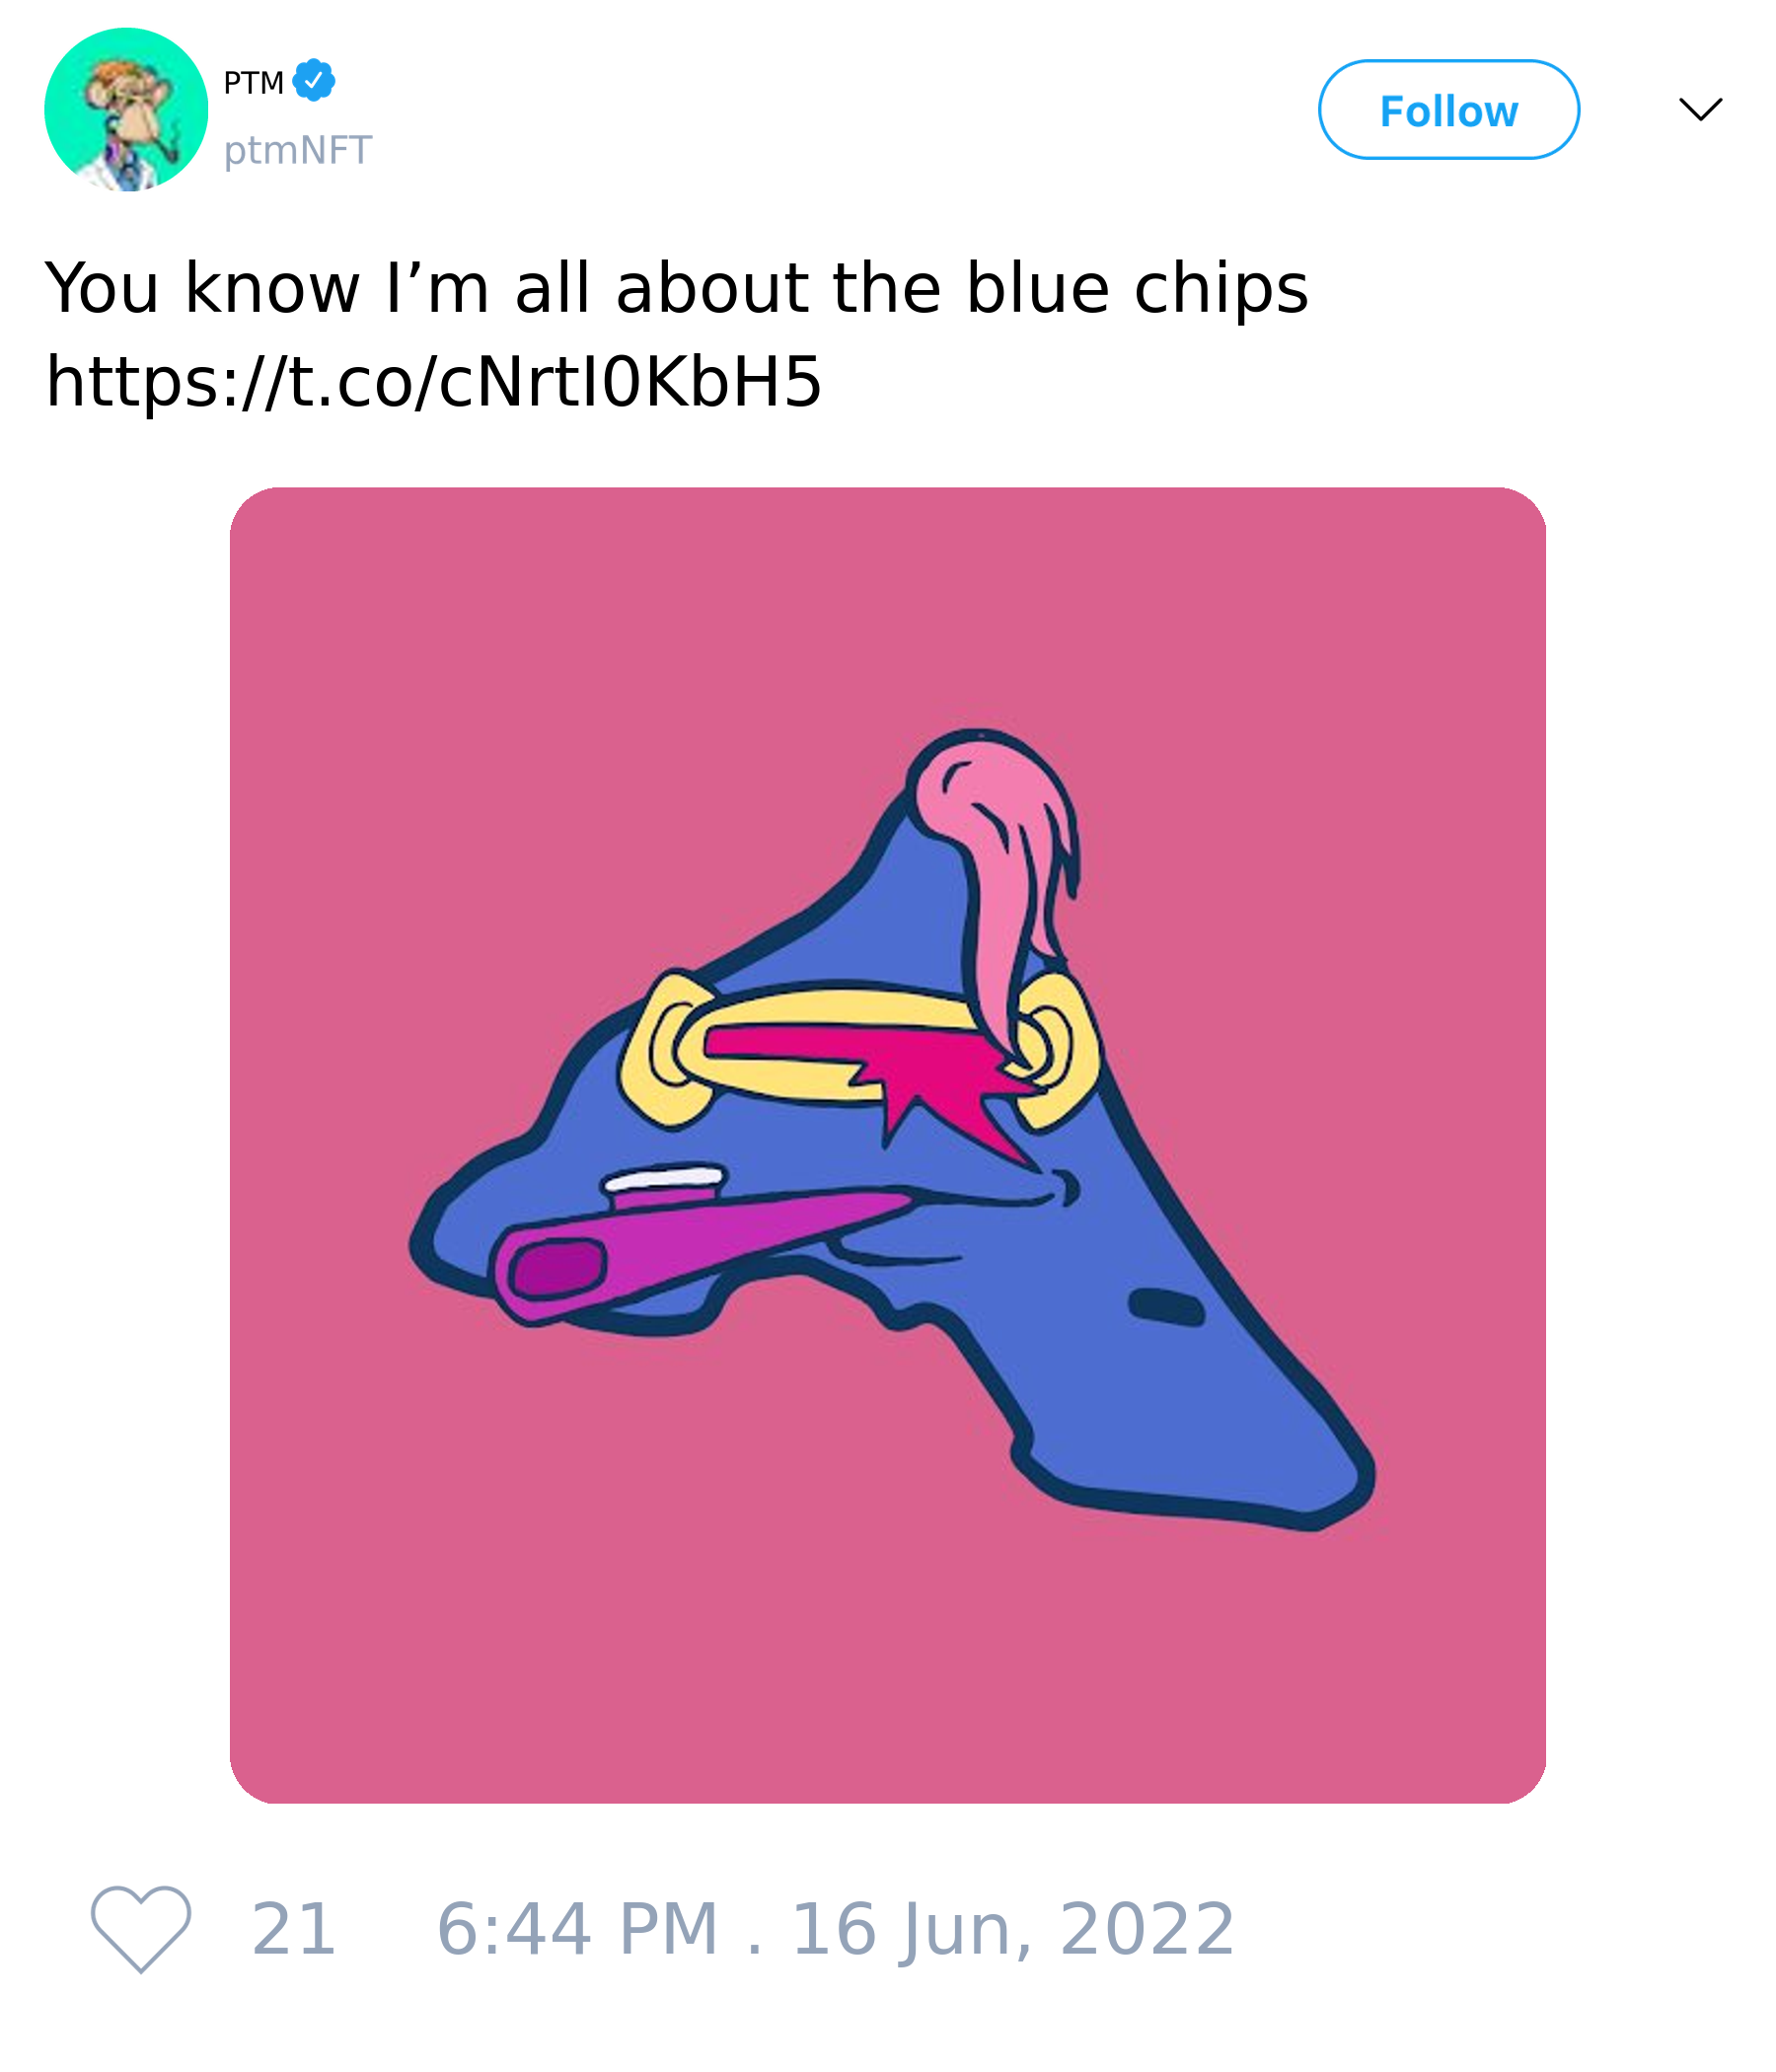 PTM
ptmNFT
Follow
You know I’m all about the blue chips
https://t.co/cNrtI0KbH5
21
6:44 PM . 16 Jun, 2022